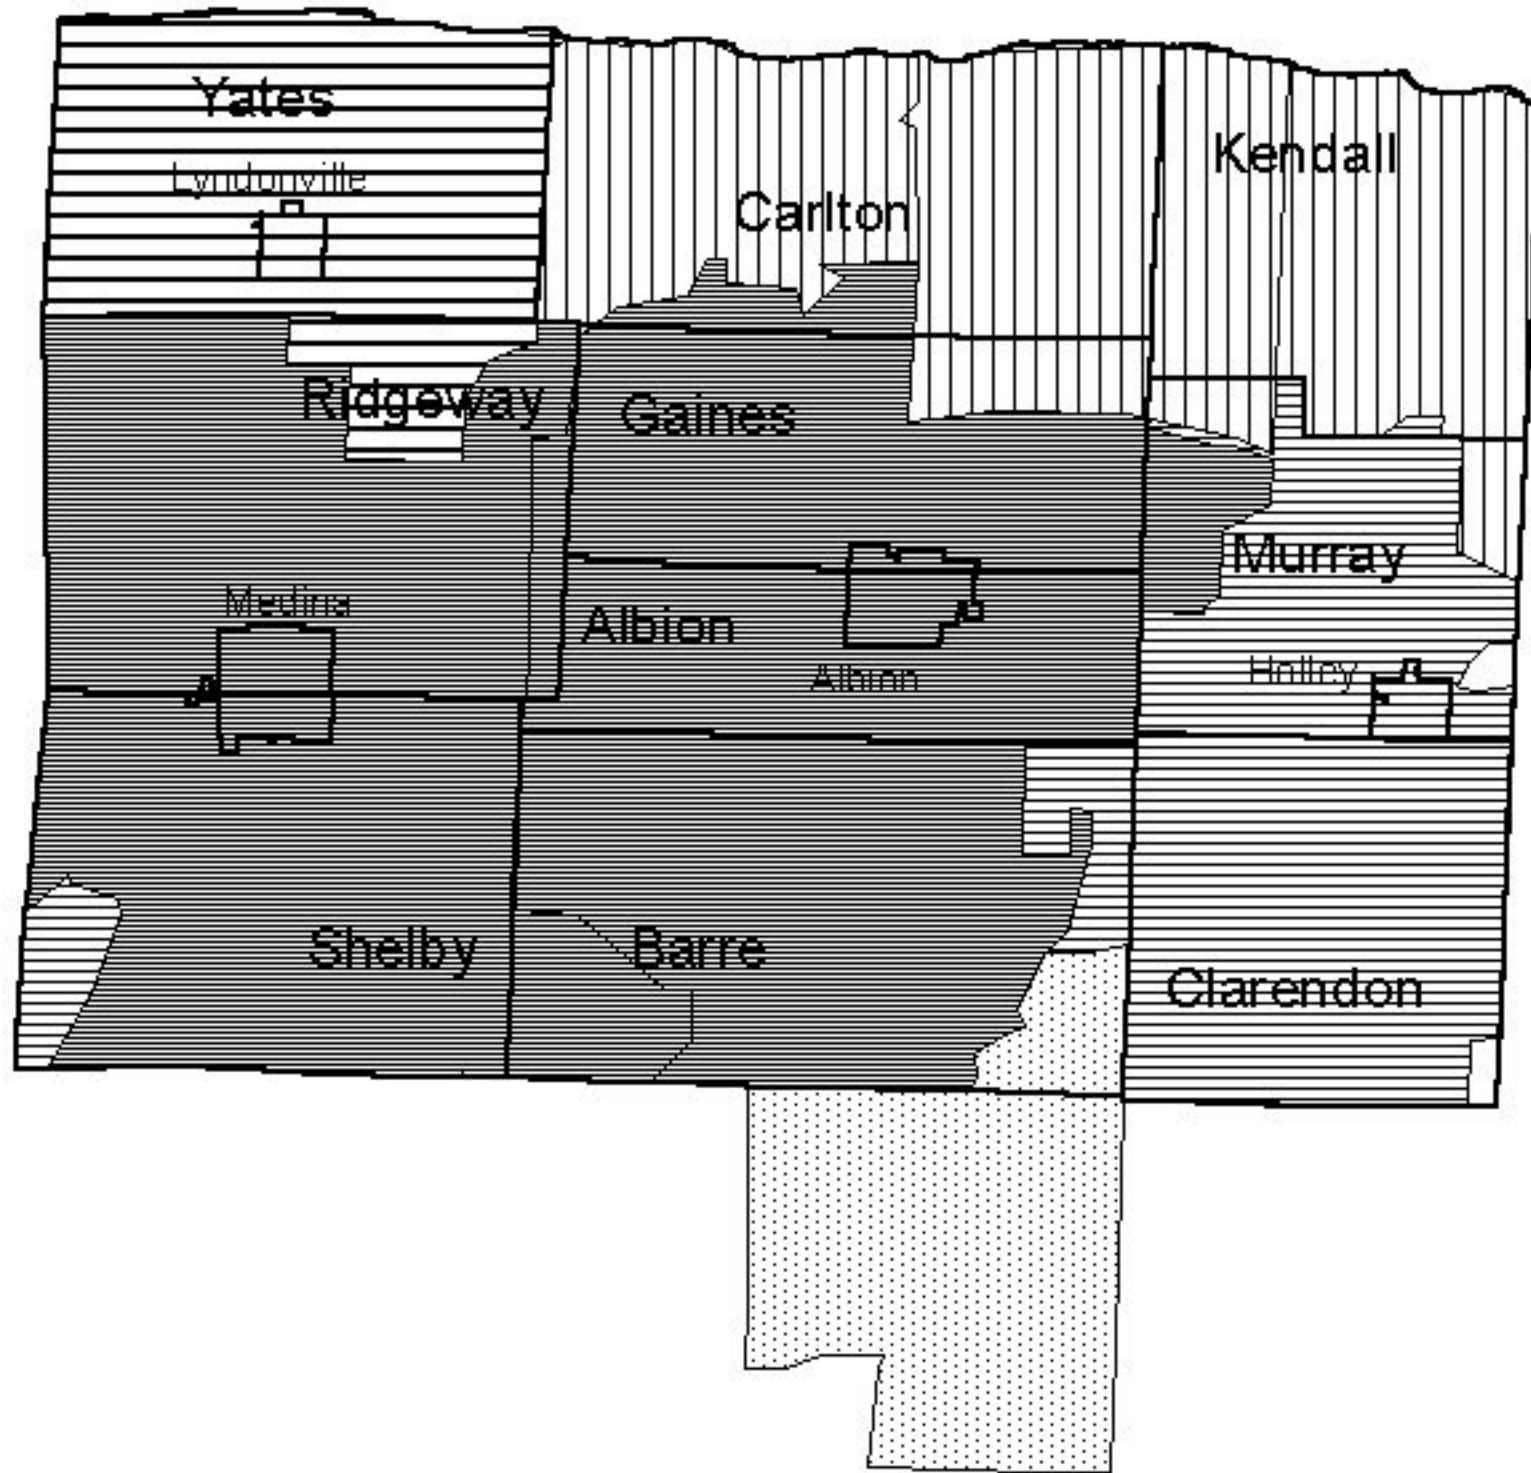 Yates
Lyndonville
Kendall
Carlton
Ridgeway
Gaines
Murray
Medina
Albion
Holley
Albion
Shelby
Barre
Clarendon